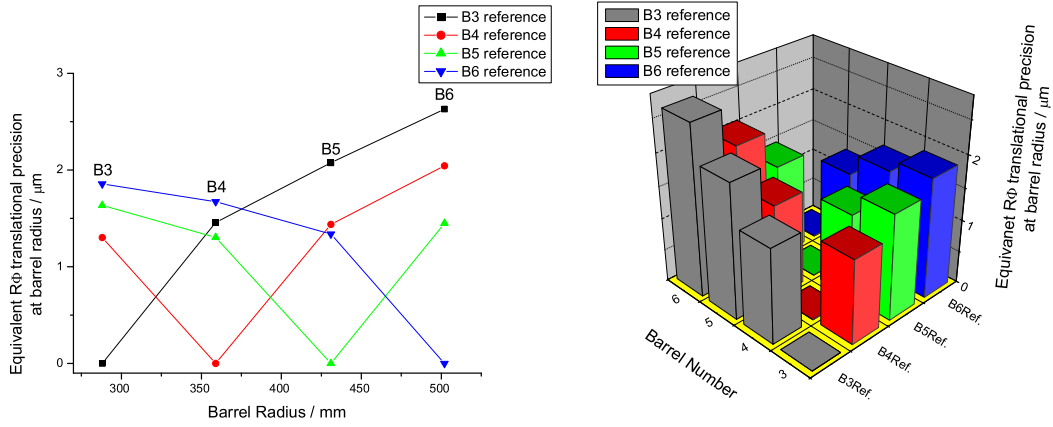 B3 reference
B4 reference
B5 reference
B6 reference
3
2
1
0
Equivalent RΦ translational precision
at barrel radius / μm
B3
B4
B5
B6
300
350
400
450
500
Barrel Radius / mm
B3 reference
B4 reference
B5 reference
B6 reference
2
1
0
Equivanet RΦ translational precision
at barrel radius / μm
6
5
4
3
Barrel Number
B3Ref.
B4Ref.
B5Ref.
B6Ref.